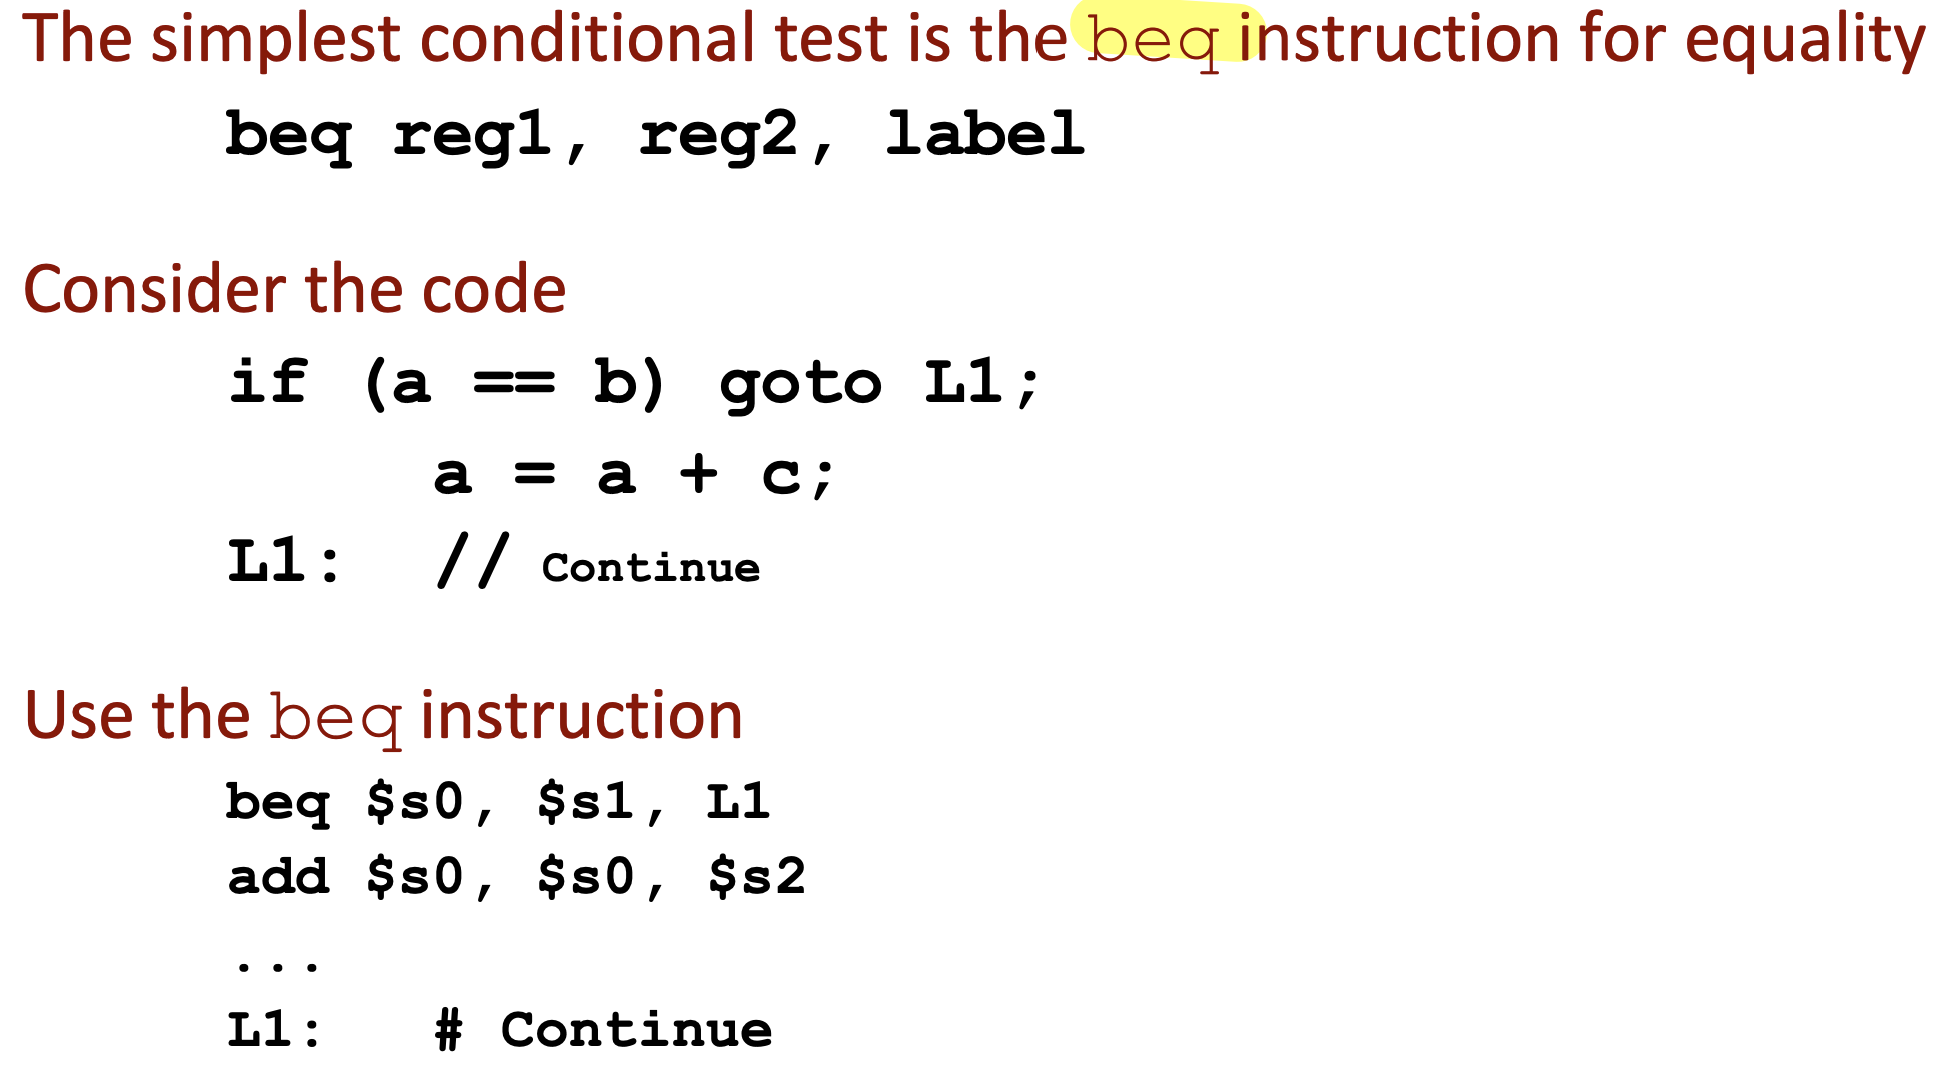 The simplest conditional test is the beq instruction for equality
beq reg1, reg2, label
Consider the code
if (a == b) goto L1;
a = a + c;
L1: // Continue
Use the beq instruction
beq $s0, $s1, L1
add $s0, $s0, $s2
...
L1: # Continue